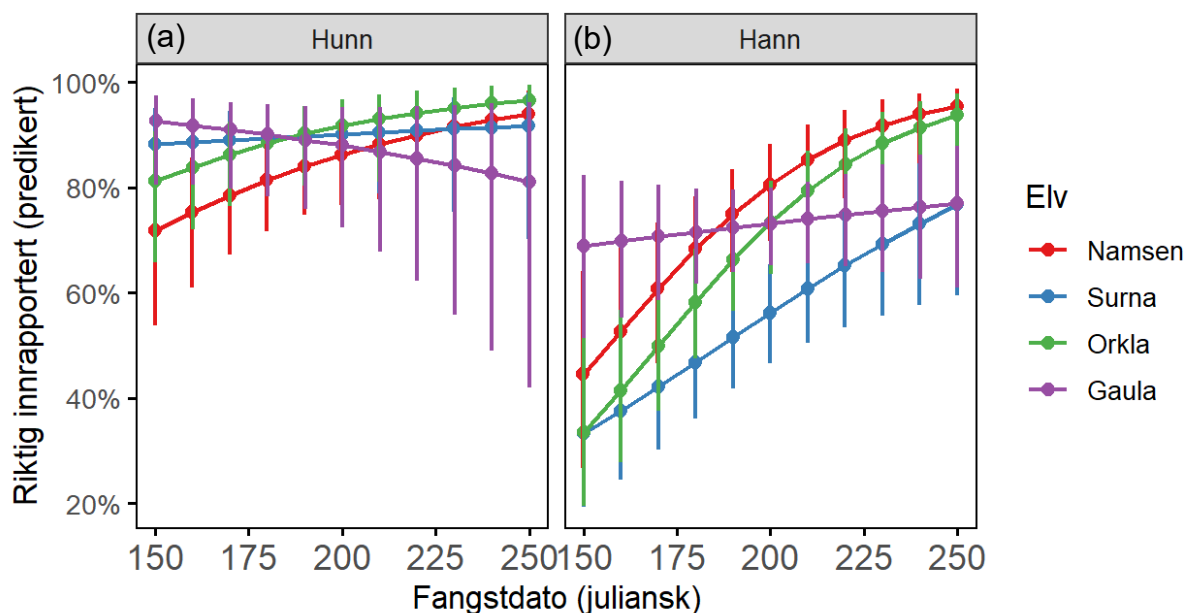 (a) Hunn
(b) Hann
Riktig innrapportert (predikert)
100%
80%
60%
40%
20%
150 175 200 225 250
150 175 200 225 250
Fangstdato (juliansk)
Elv
Namsen
Surna
Orkla
Gaula